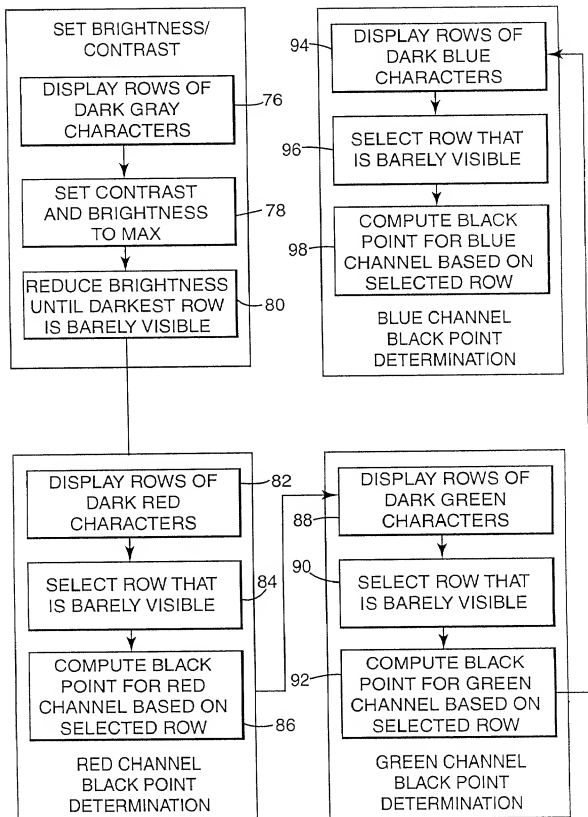 SET BRIGHTNESS/
CONTRAST
DISPLAY ROWS OF
DARK GRAY
CHARACTERS
76
SET CONTRAST
AND BRIGHTNESS
TO MAX
78
REDUCE BRIGHTNESS
UNTIL DARKEST ROW
IS BARELY VISIBLE
80
DISPLAY ROWS OF
DARK RED
CHARACTERS
82
SELECT ROW THAT
IS BARELY VISIBLE
84
COMPUTE BLACK
POINT FOR RED
CHANNEL BASED ON
SELECTED ROW
86
RED CHANNEL
BLACK POINT
DETERMINATION
DISPLAY ROWS OF
DARK GREEN
CHARACTERS
88
90
SELECT ROW THAT
IS BARELY VISIBLE
92
COMPUTE BLACK
POINT FOR GREEN
CHANNEL BASED ON
SELECTED ROW
GREEN CHANNEL
BLACK POINT
DETERMINATION
94
DISPLAY ROWS OF
DARK BLUE
CHARACTERS
96
SELECT ROW THAT
IS BARELY VISIBLE
98
COMPUTE BLACK
POINT FOR BLUE
CHANNEL BASED ON
SELECTED ROW
BLUE CHANNEL
BLACK POINT
DETERMINATION